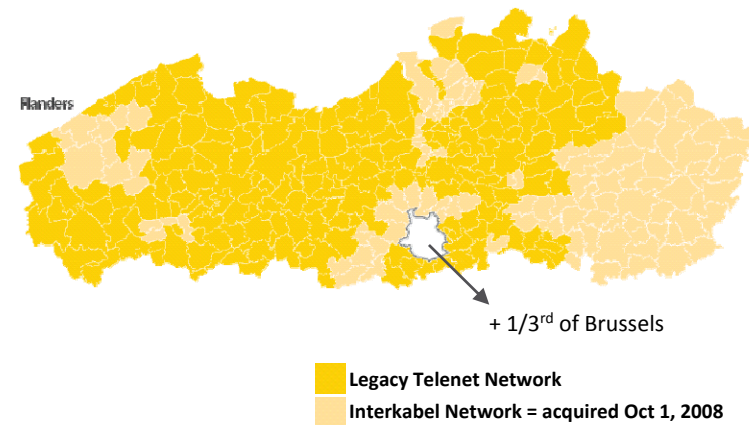 Flanders
+ 1/3rd of Brussels
Legacy Telenet Network
Interkabel Network = acquired Oct 1, 2008